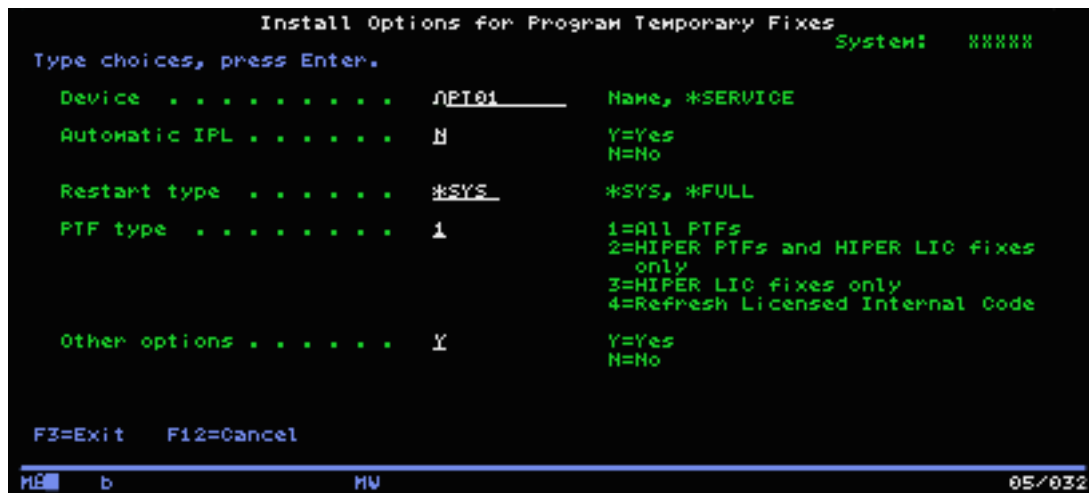 Install Options for Program Temporary Fixes
System: XXXXX
Type choices, press Enter.
Device . . . . . . . . . OPT01 Name, *SERVICE
Automatic IPL . . . . . . N Y=Yes
N=No
Restart type . . . . . . *SYS *SYS, *FULL
PTF type . . . . . . . . 1 1=All PTFs
2=HIPER PTFs and HIPER LIC fixes
only
3=HIPER LIC fixes only
4=Refresh Licensed Internal Code
Other options . . . . . . Y Y=Yes
N=No
F3=Exit F12=Cancel
MA b MW 05/032